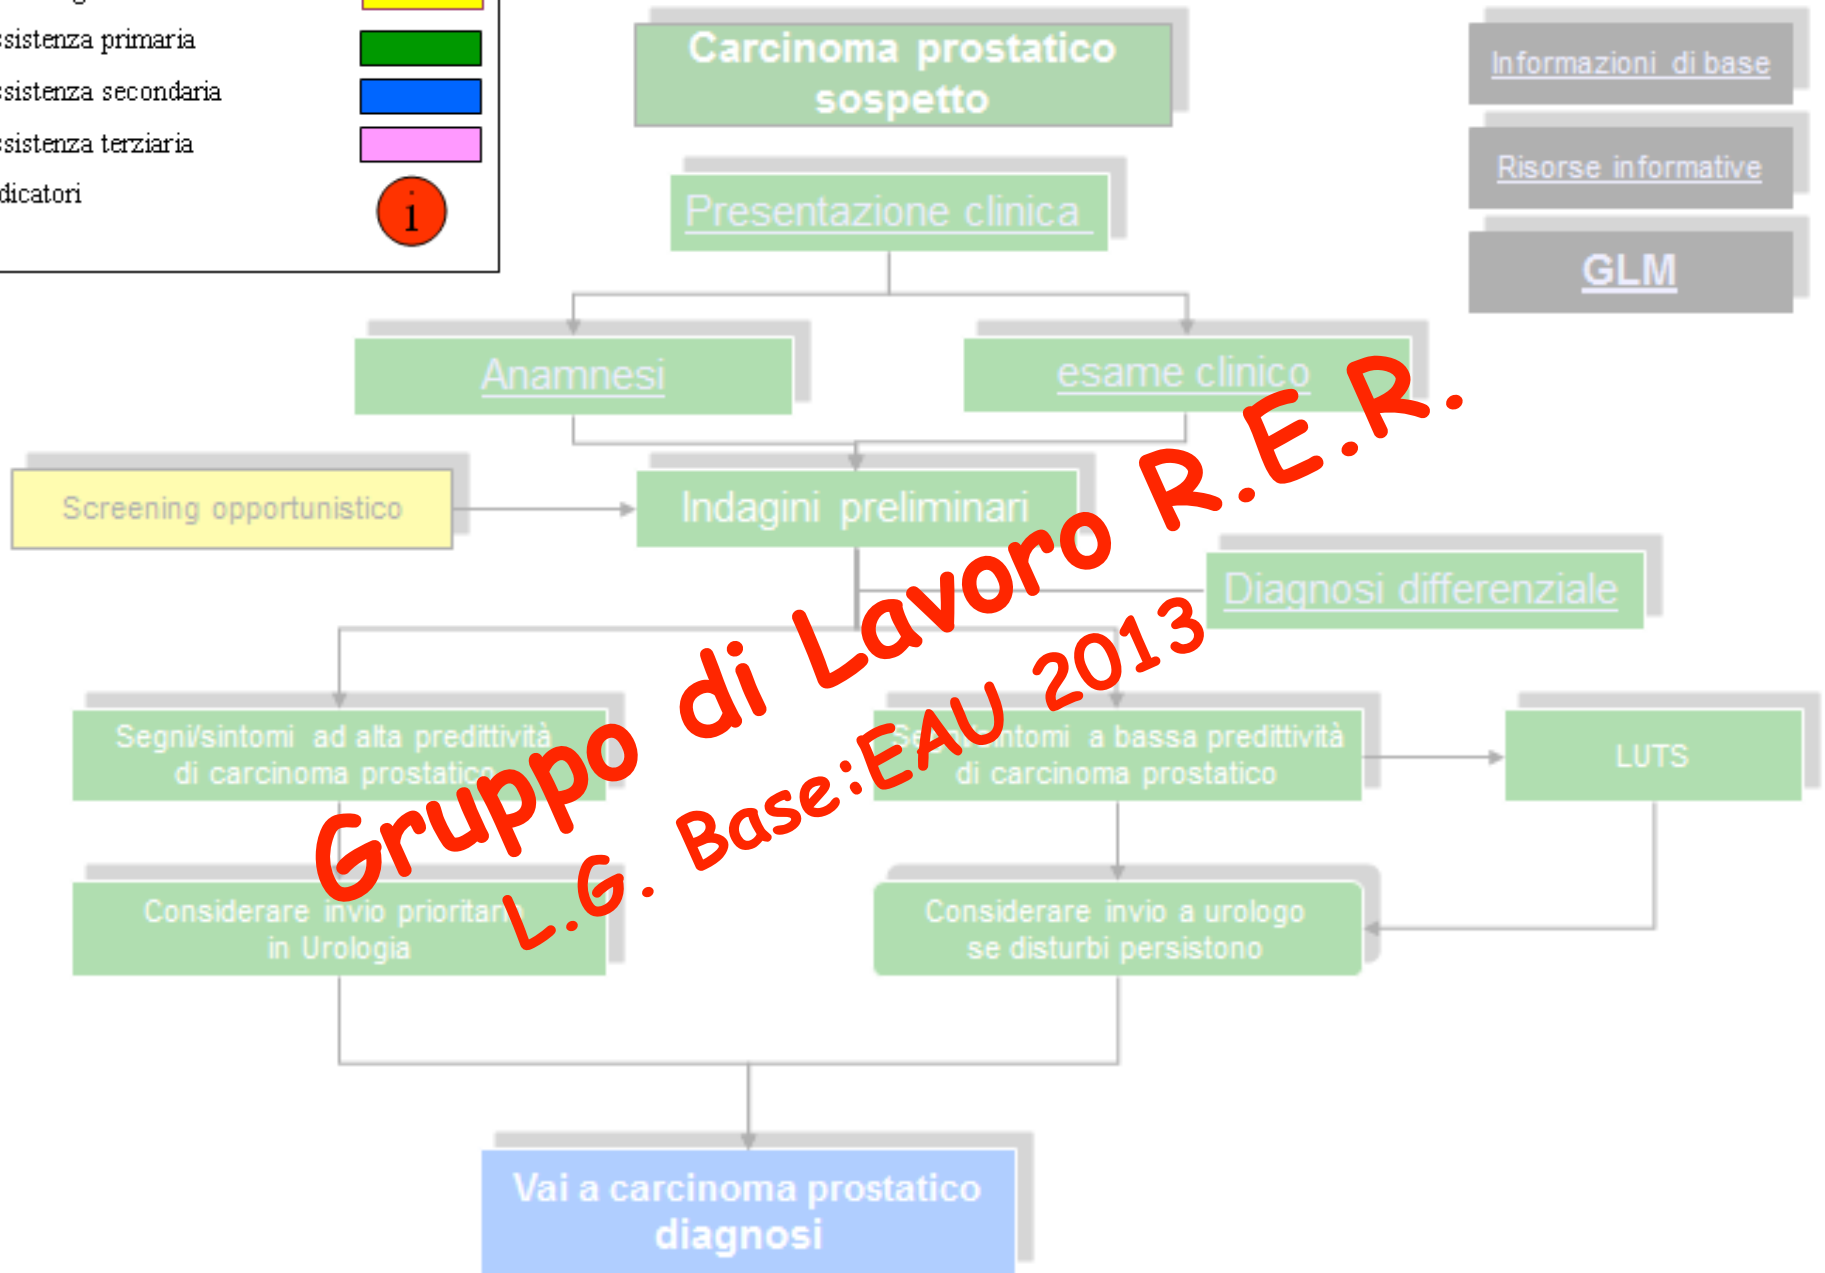 sistenza primaria
sistenza secondaria
sistenza terziaria
dicatori
i
Carcinoma prostatico
sospetto
Informazioni di base
Risorse informative
GLM
Presentazione clinica
Anamnesi
esame clinico
Screening opportunistico
Indagini preliminari
Diagnosi differenziale
Segni/sintomi ad alta predittività
di carcinoma prostatico
Segni/sintomi a bassa predittività
di carcinoma prostatico
LUTS
Considerare invio prioritario
in Urologia
Considerare invio a urologo
se disturbi persistono
Vai a carcinoma prostatico
diagnosi
Gruppo di Lavoro R.E.R.
L.G. Base:EAU 2013